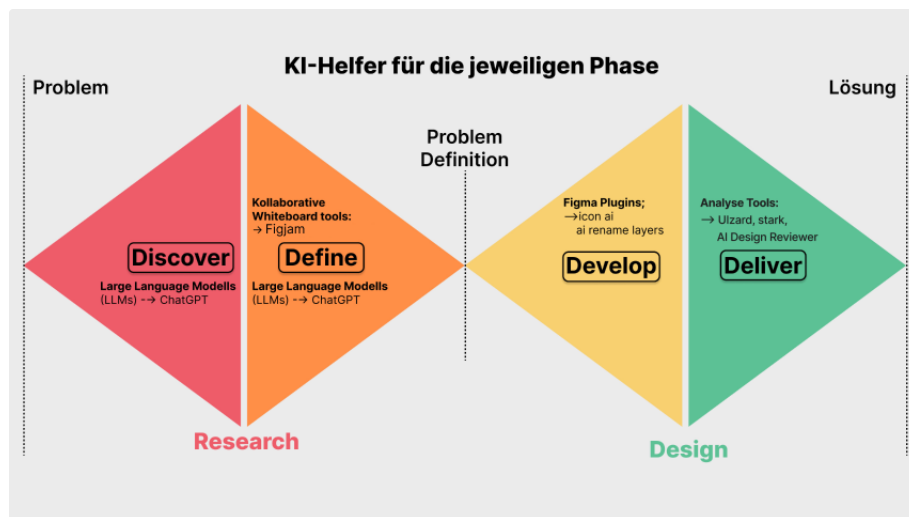 KI-Helfer für die jeweiligen Phase
Problem
Lösung
Problem
Definition
Kollaborative
Whiteboard tools:
→ Figjam
Discover
Define
Large Language Modells
(LLMs) --→ ChatGPT
Large Language Modells
(LLMs) --→ ChatGPT
Figma Plugins;
→icon ai
ai rename layers
Develop
Analyse Tools:
→ UIzard, stark,
AI Design Reviewer
Deliver
Research
Design